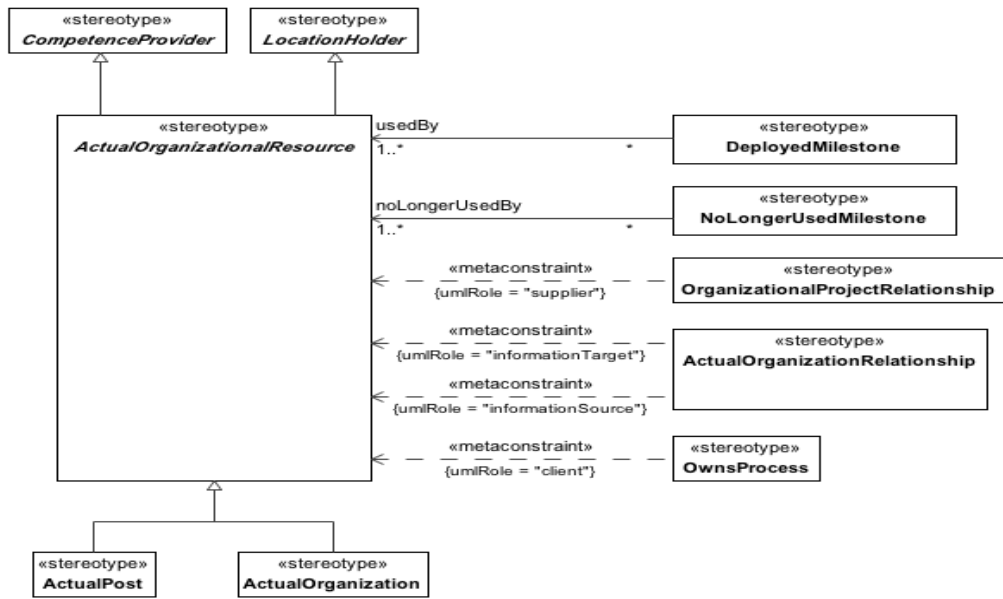 «stereotype»
CompetenceProvider
«stereotype»
LocationHolder
«stereotype»
ActualOrganizationalResource
usedBy
1..*
*
«stereotype»
DeployedMilestone
noLongerUsedBy
1..*
*
«stereotype»
NoLongerUsedMilestone
«metaconstraint»
{umlRole = "supplier"}
«stereotype»
OrganizationalProjectRelationship
«metaconstraint»
{umlRole = "informationTarget"}
«stereotype»
ActualOrganizationRelationship
«metaconstraint»
{umlRole = "informationSource"}
«metaconstraint»
{umlRole = "client"}
«stereotype»
OwnsProcess
«stereotype»
ActualPost
«stereotype»
ActualOrganization